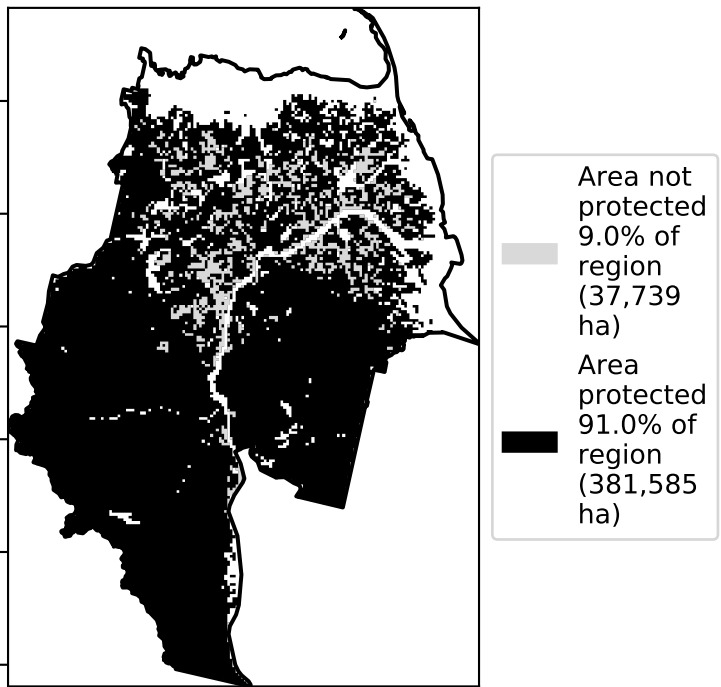 Area not
protected
9.0% of
region
(37,739
ha)
Area
protected
91.0% of
region
(381,585
ha)